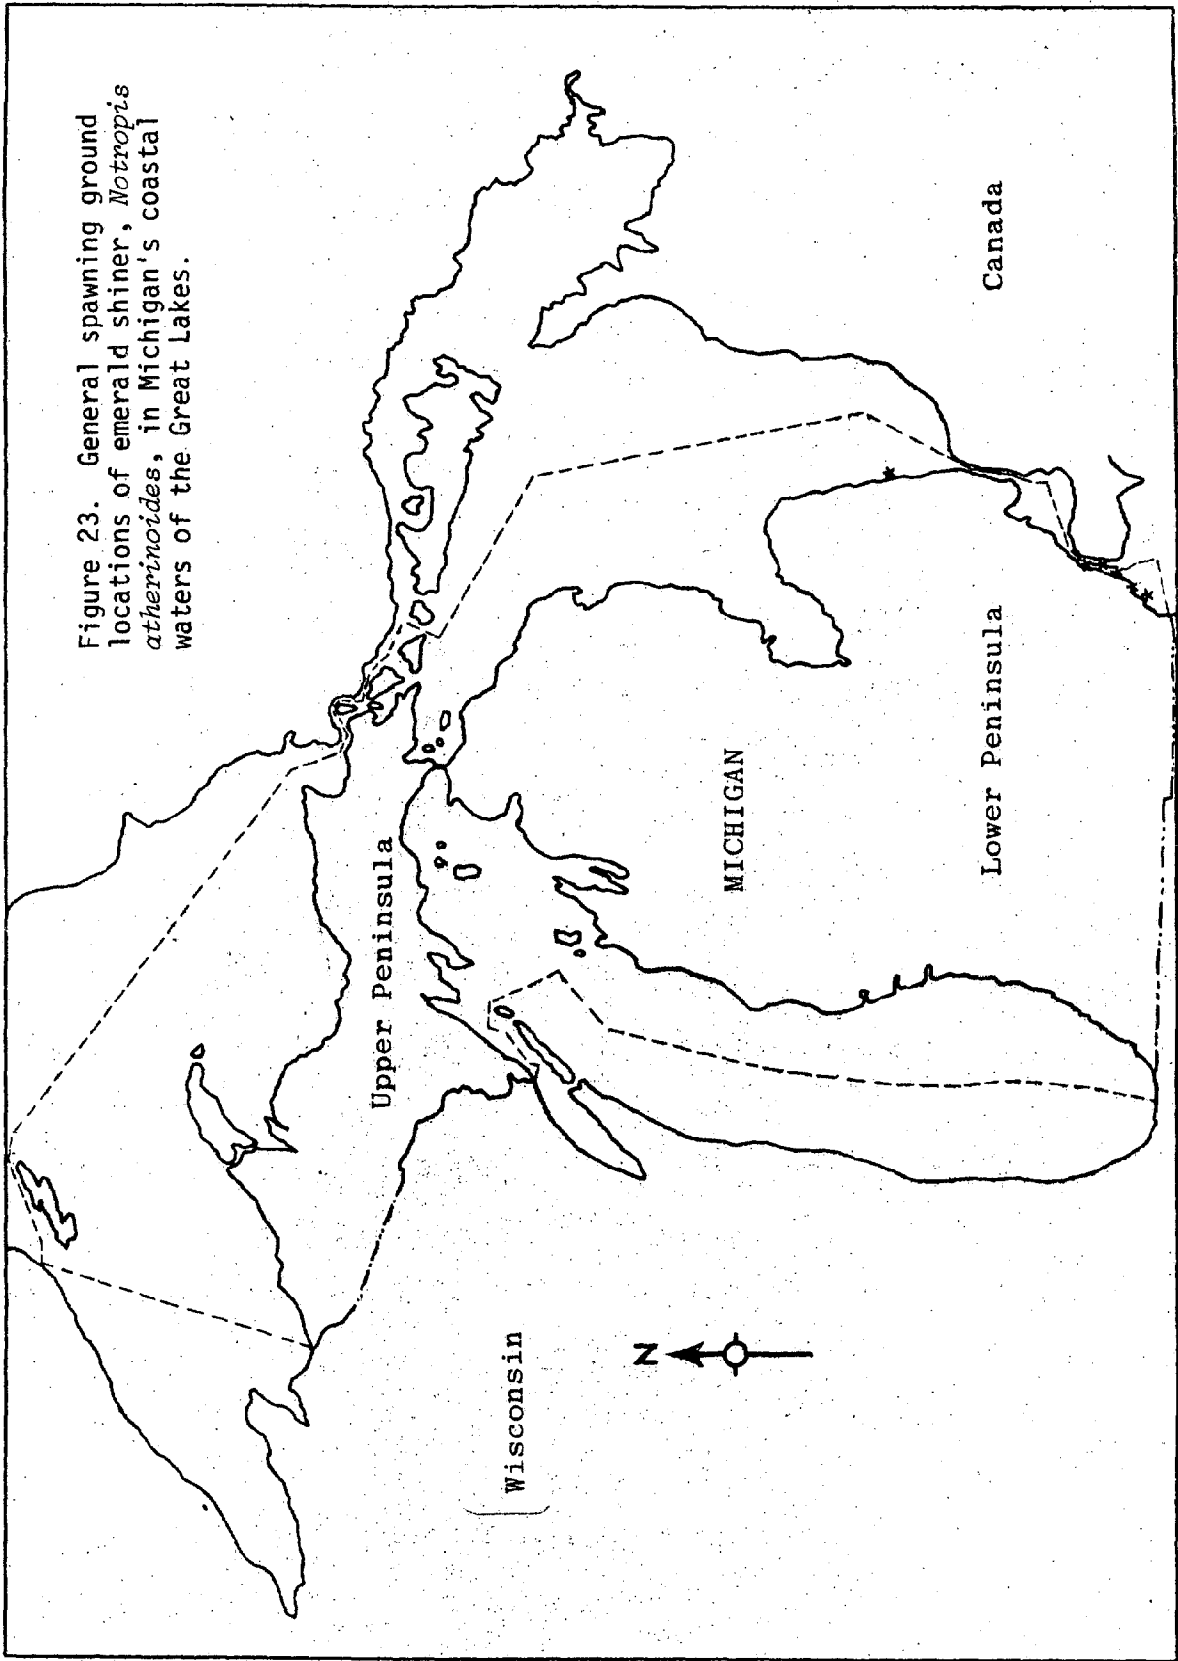 Figure 23. General spawning ground
locations of emerald shiner, Notropis
atherinoides, in Michigan's coastal
waters of the Great Lakes.
Upper Peninsula
Wisconsin
N
MICHIGAN
Lower Peninsula
Canada